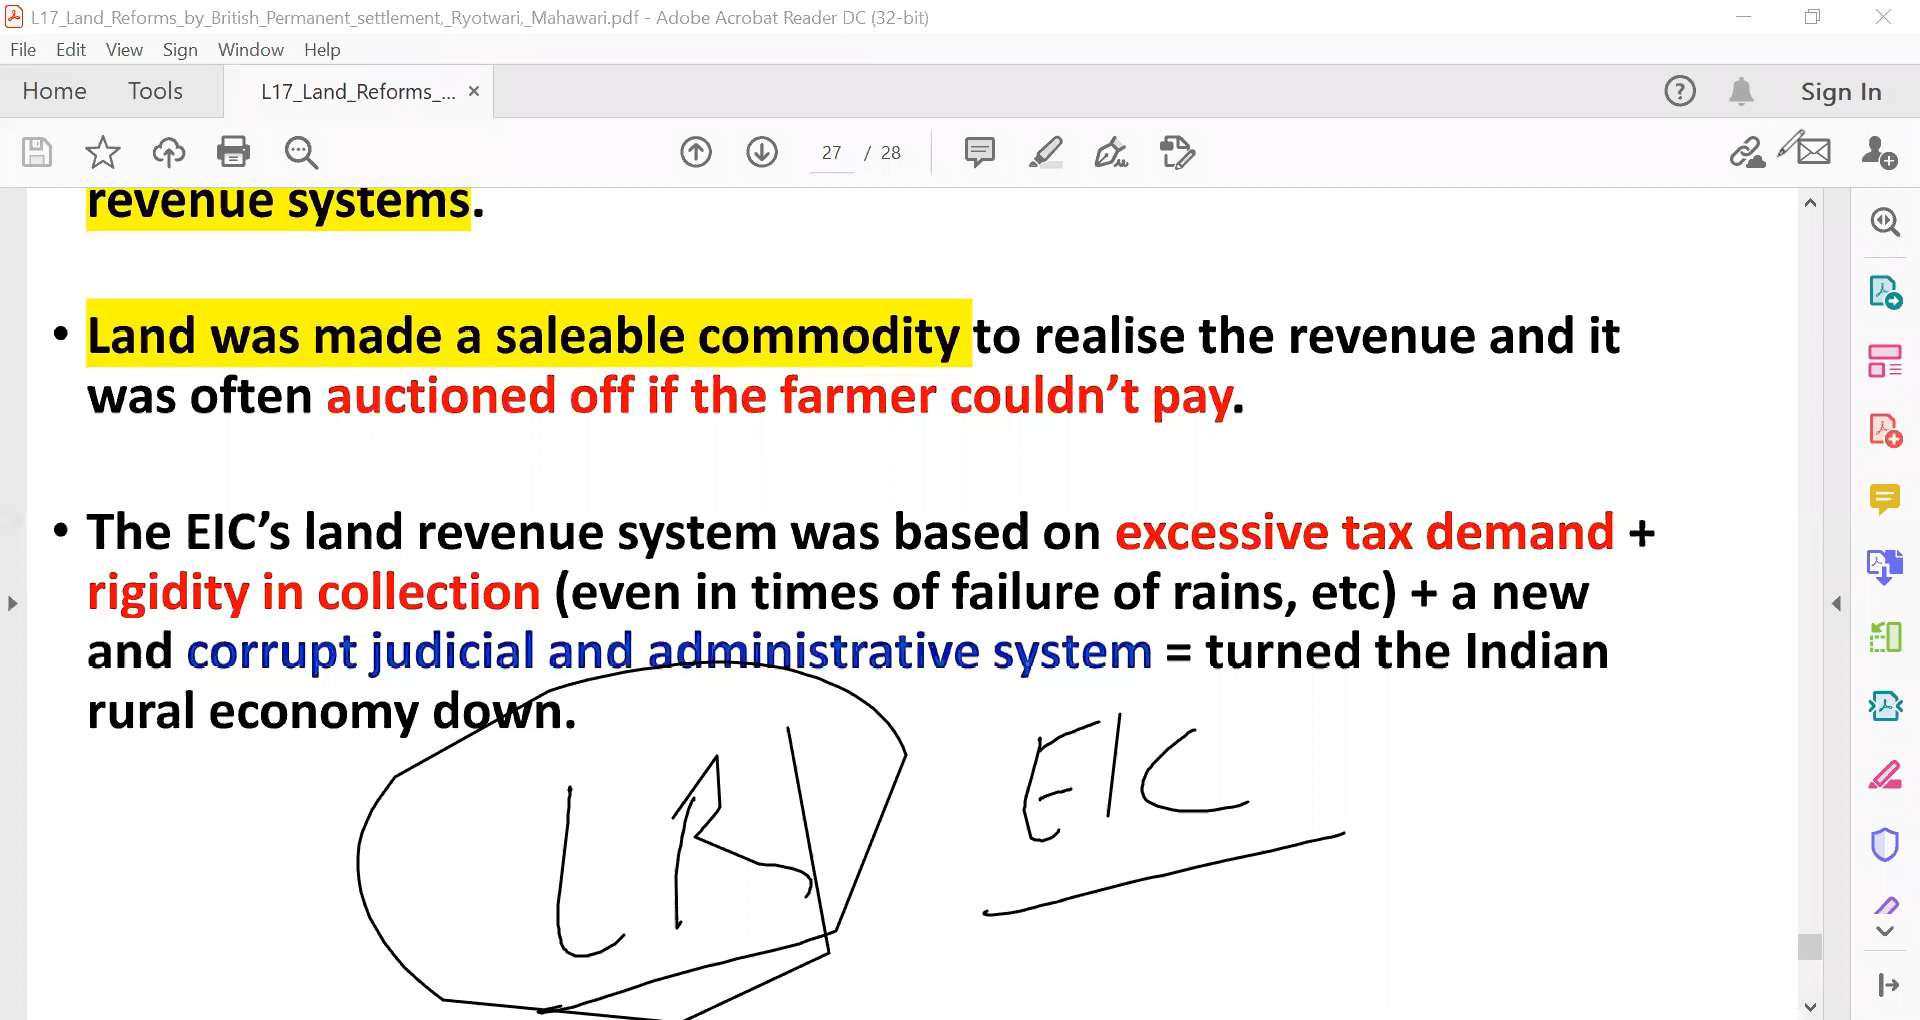 L17_Land_Reforms_by_British_Permanent_settlement,_Ryotwari,_Mahawari.pdf - Adobe Acrobat Reader DC (32-bit)
File Edit View Sign Window Help
Home Tools L17_Land_Reforms_... × Sign In
27 / 28
revenue systems.
• Land was made a saleable commodity to realise the revenue and it
was often auctioned off if the farmer couldn’t pay.
• The EIC’s land revenue system was based on excessive tax demand +
rigidity in collection (even in times of failure of rains, etc) + a new
and corrupt judicial and administrative system = turned the Indian
rural economy down.
LR EIC